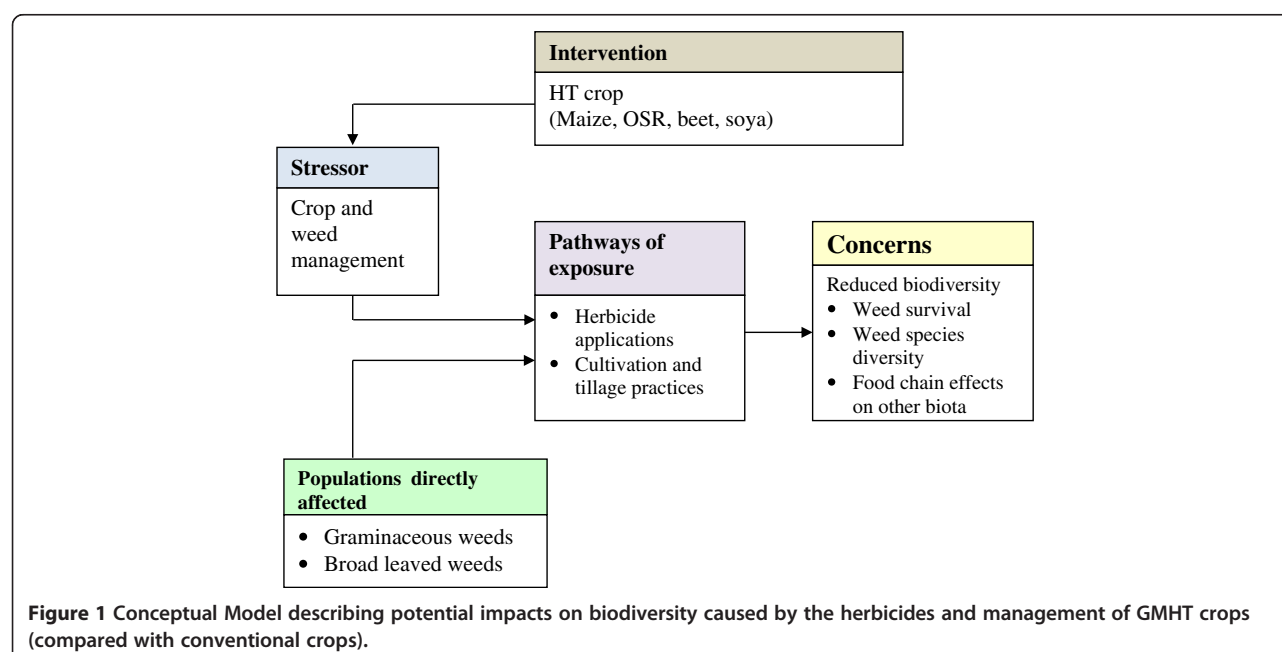 Intervention
HT crop
(Maize, OSR, beet, soya)
Stressor
Crop and
weed
management
Pathways of
exposure
• Herbicide
applications
• Cultivation and
tillage practices
Concerns
Reduced biodiversity
• Weed survival
• Weed species
diversity
• Food chain effects
on other biota
Populations directly
affected
• Graminaceous weeds
• Broad leaved weeds
Figure 1 Conceptual Model describing potential impacts on biodiversity caused by the herbicides and management of GMHT crops
(compared with conventional crops).